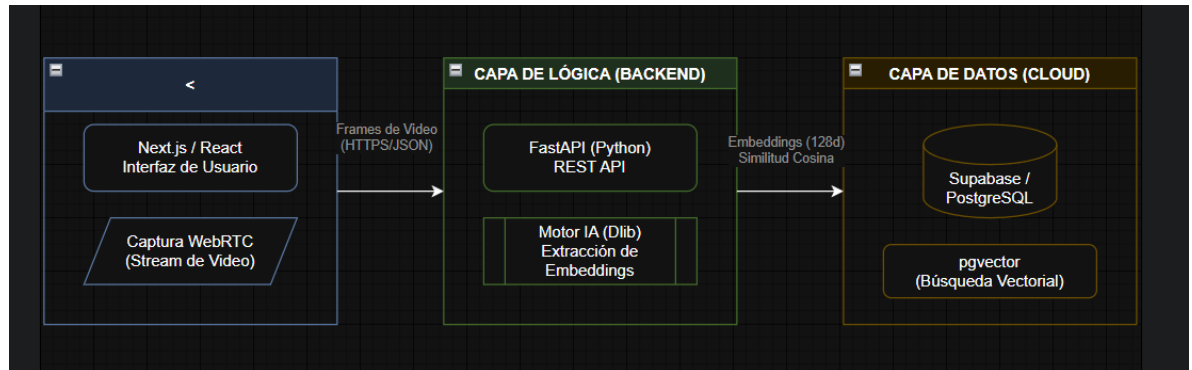 <
Next.js / React
Interfaz de Usuario
Captura WebRTC
(Stream de Video)
Frames de Video
(HTTPS/JSON)
CAPA DE LÓGICA (BACKEND)
FastAPI (Python)
REST API
Motor IA (Dlib)
Extracción de
Embeddings
Embeddings (128d)
Similitud Cosina
CAPA DE DATOS (CLOUD)
Supabase /
PostgreSQL
pgvector
(Búsqueda Vectorial)